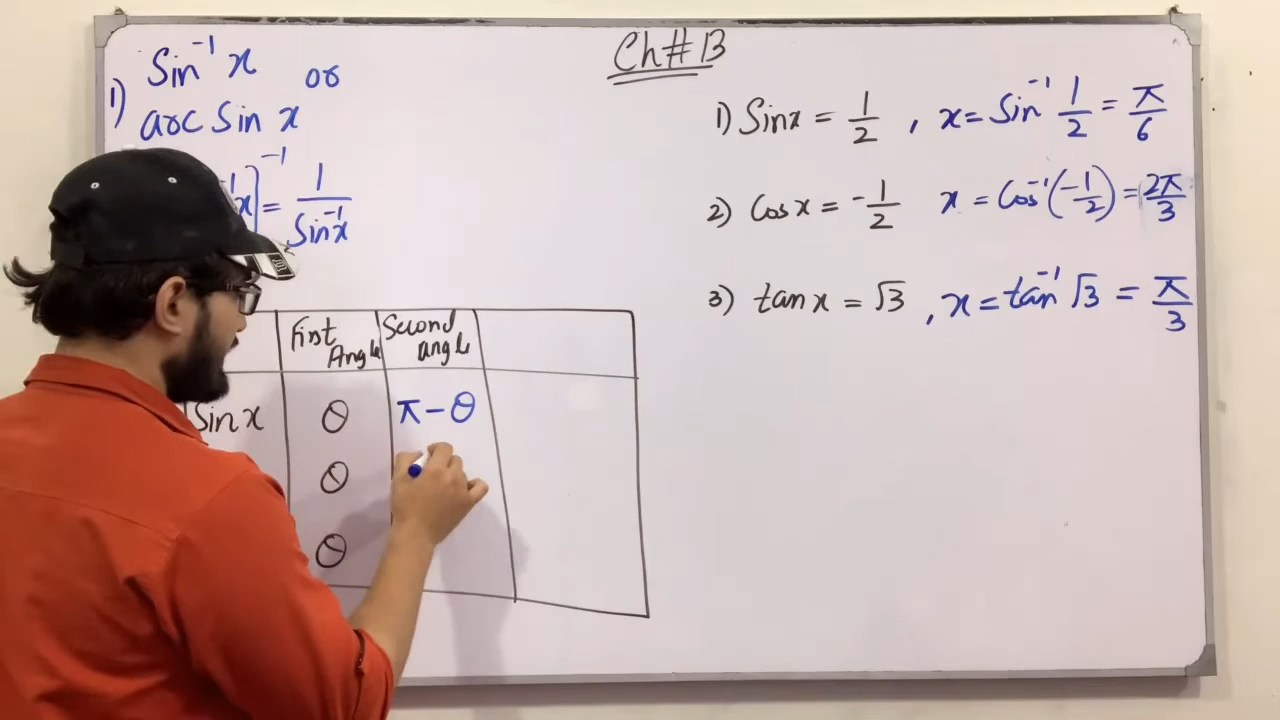 Ch# 13
1) Sin⁻¹ x or
arc Sin x
x]⁻¹ = 1/Sin⁻¹x
First Angle
Second angle
Sin x θ π − θ
θ
θ
1) Sinx = 1/2 , x = Sin⁻¹ 1/2 = π/6
2) Cosx = -1/2 x = Cos⁻¹(-1/2) = 2π/3
3) tanx = √3 , x = tan⁻¹ √3 = π/3